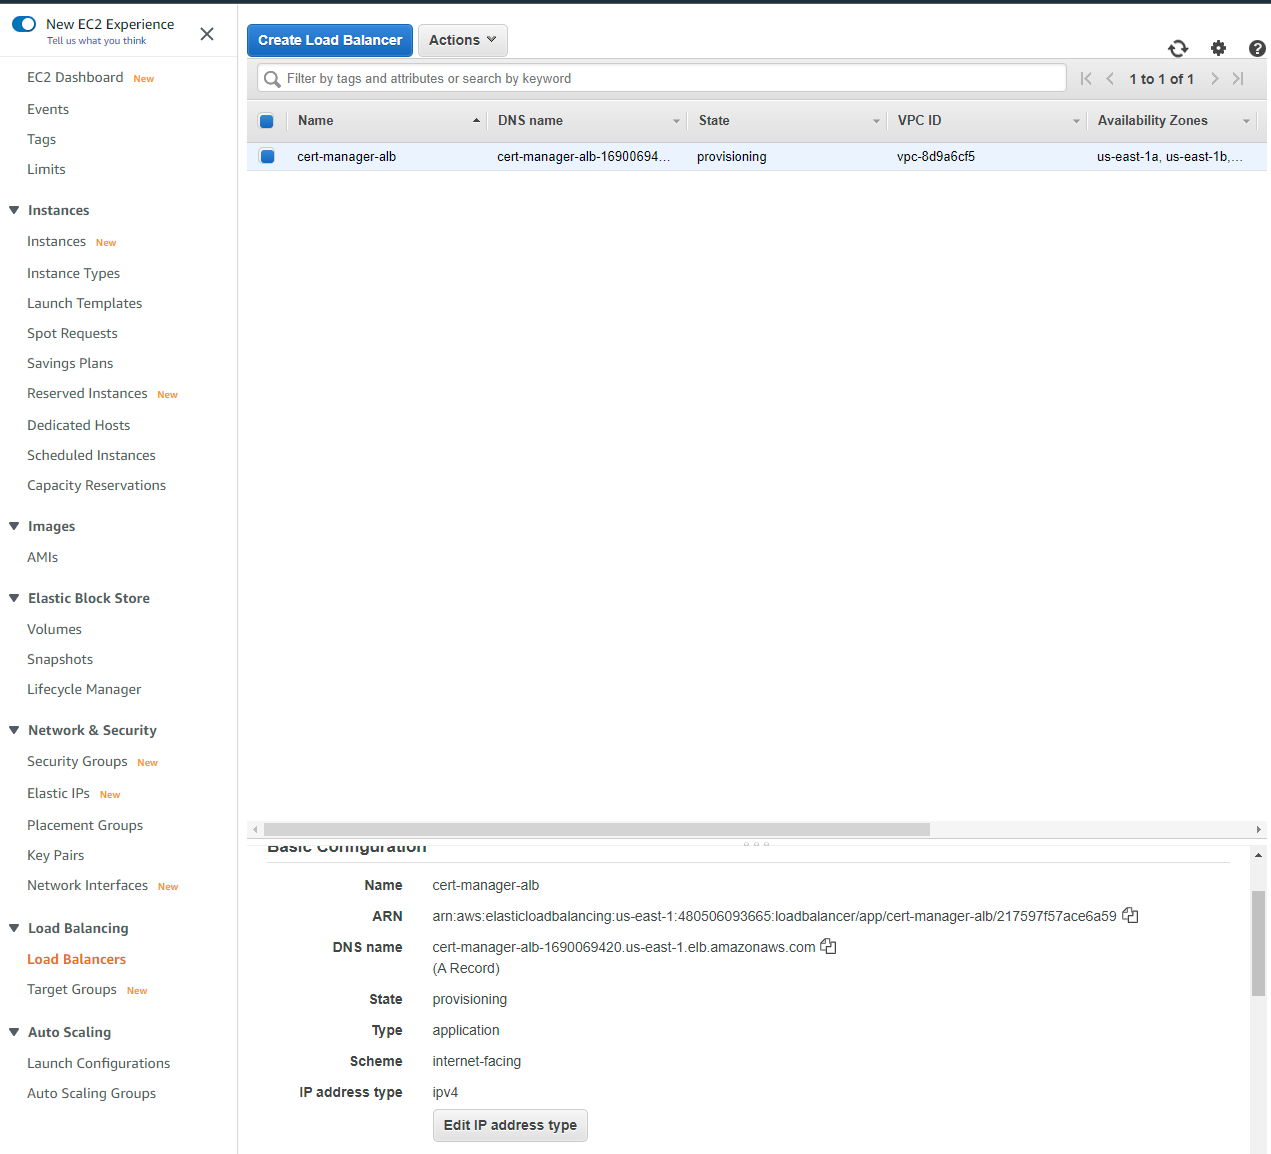 New EC2 Experience
Tell us what you think
EC2 Dashboard New
Events
Tags
Limits
Instances
Instances New
Instance Types
Launch Templates
Spot Requests
Savings Plans
Reserved Instances New
Dedicated Hosts
Scheduled Instances
Capacity Reservations
Images
AMIs
Elastic Block Store
Volumes
Snapshots
Lifecycle Manager
Network & Security
Security Groups New
Elastic IPs New
Placement Groups
Key Pairs
Network Interfaces New
Load Balancing
Load Balancers
Target Groups New
Auto Scaling
Launch Configurations
Auto Scaling Groups
Create Load Balancer Actions
Filter by tags and attributes or search by keyword
1 to 1 of 1
Name DNS name State VPC ID Availability Zones
cert-manager-alb cert-manager-alb-16900694... provisioning vpc-8d9a6cf5 us-east-1a, us-east-1b,...
Basic Configuration
Name cert-manager-alb
ARN arn:aws:elasticloadbalancing:us-east-1:480506093665:loadbalancer/app/cert-manager-alb/217597f57ace6a59
DNS name cert-manager-alb-1690069420.us-east-1.elb.amazonaws.com
(A Record)
State provisioning
Type application
Scheme internet-facing
IP address type ipv4
Edit IP address type